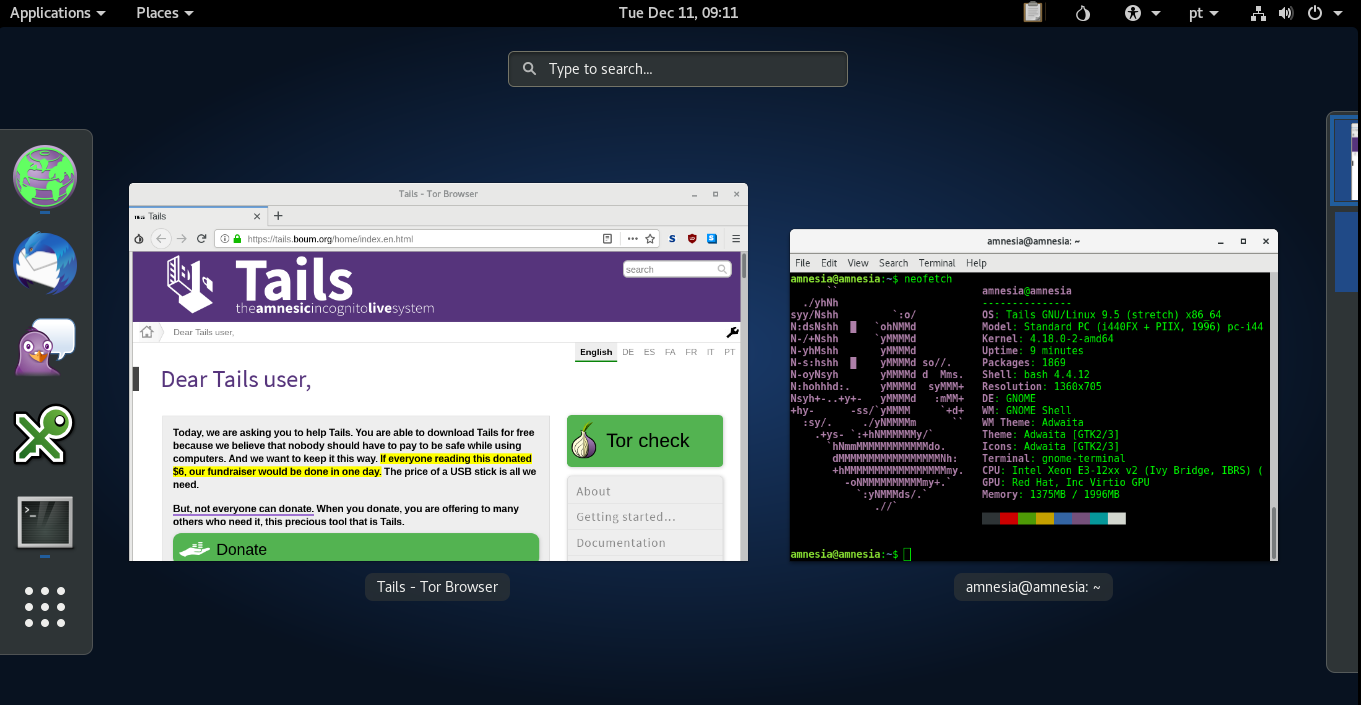 Applications Places Tue Dec 11, 09:11 pt
Type to search...
Tails - Tor Browser
Tails
https://tails.boum.org/home/index.en.html
Tails
theamnesicincognitolivesystem
search
Dear Tails user,
English DE ES FA FR IT PT
Dear Tails user,
Today, we are asking you to help Tails. You are able to download Tails for free
because we believe that nobody should have to pay to be safe while using
computers. And we want to keep it this way. If everyone reading this donated
$6, our fundraiser would be done in one day. The price of a USB stick is all we
need.
But, not everyone can donate. When you donate, you are offering to many
others who need it, this precious tool that is Tails.
Donate
Tor check
About
Getting started...
Documentation
Tails - Tor Browser
amnesia@amnesia: ~
File Edit View Search Terminal Help
amnesia@amnesia:~$ neofetch
amnesia@amnesia
---------------
OS: Tails GNU/Linux 9.5 (stretch) x86_64
Model: Standard PC (i440FX + PIIX, 1996) pc-i44
Kernel: 4.18.0-2-amd64
Uptime: 9 minutes
Packages: 1869
Shell: bash 4.4.12
Resolution: 1360x705
DE: GNOME
WM: GNOME Shell
WM Theme: Adwaita
Theme: Adwaita [GTK2/3]
Icons: Adwaita [GTK2/3]
Terminal: gnome-terminal
CPU: Intel Xeon E3-12xx v2 (Ivy Bridge, IBRS) (
GPU: Red Hat, Inc Virtio GPU
Memory: 1375MB / 1996MB
amnesia@amnesia:~$
amnesia@amnesia: ~